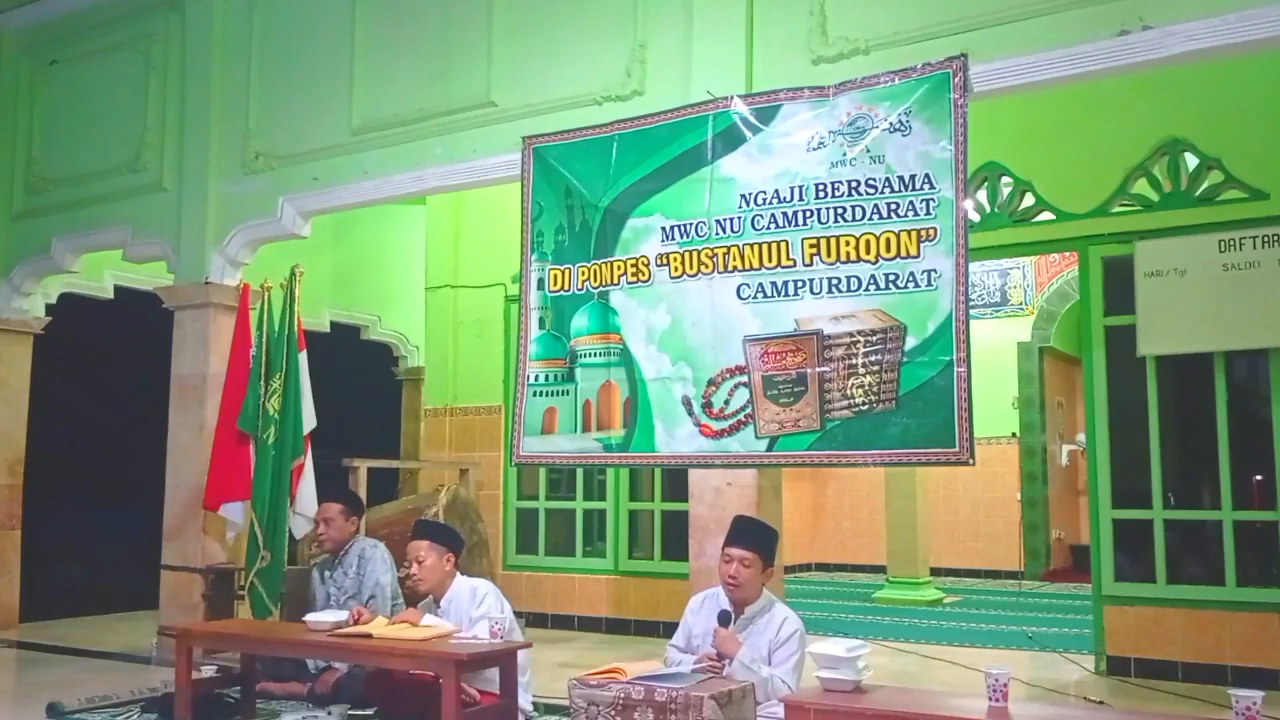 MWC - NU
NGAJI BERSAMA
MWC NU CAMPURDARAT
DI PONPES “BUSTANUL FURQON”
CAMPURDARAT
DAFTAR
HARI/Tgl SALDO